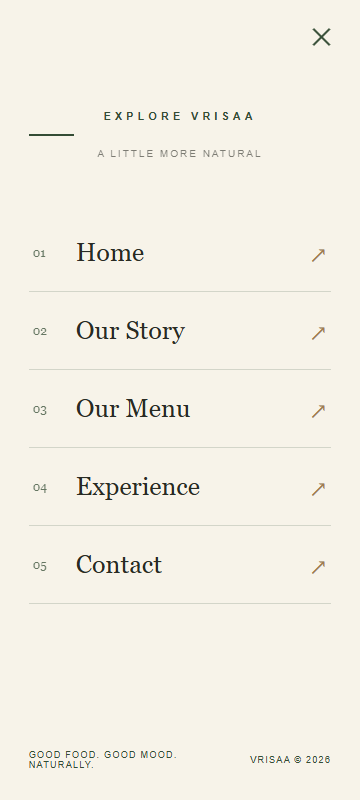 EXPLORE VRISAA
A LITTLE MORE NATURAL
01 Home ↗
02 Our Story ↗
03 Our Menu ↗
04 Experience ↗
05 Contact ↗
GOOD FOOD. GOOD MOOD.
NATURALLY.
VRISAA © 2026